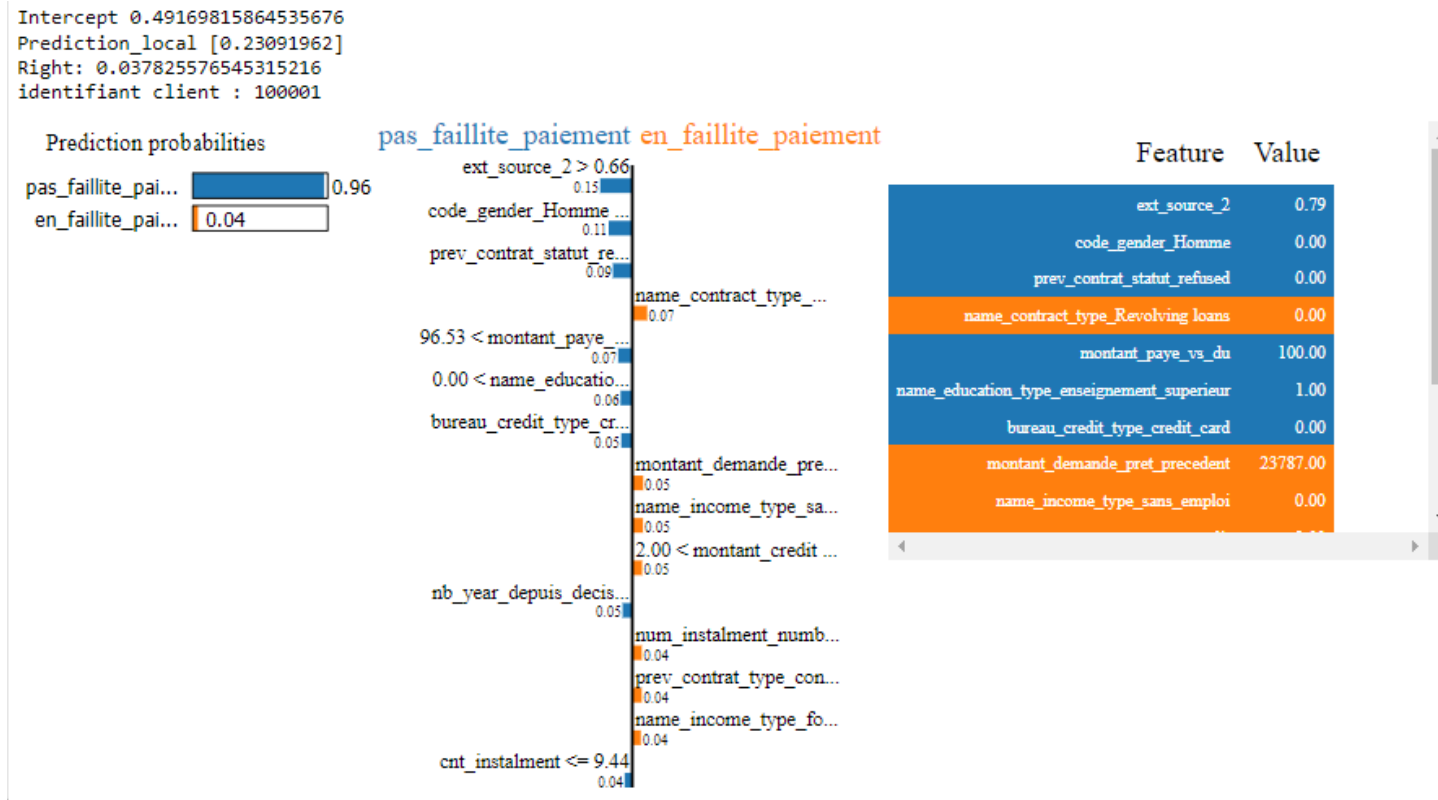 Intercept 0.49169815864535676
Prediction_local [0.23091962]
Right: 0.037825576545315216
identifiant client : 100001
Prediction probabilities
pas_faillite_pai... 0.96
en_faillite_pai... 0.04
pas_faillite_paiement en_faillite_paiement
ext_source_2 > 0.66
0.15
code_gender_Homme ...
0.11
prev_contrat_statut_re...
0.09
name_contract_type_...
0.07
96.53 < montant_paye_...
0.07
0.00 < name_educatio...
0.06
bureau_credit_type_cr...
0.05
montant_demande_pre...
0.05
name_income_type_sa...
0.05
2.00 < montant_credit ...
0.05
nb_year_depuis_decis...
0.05
num_instalment_numb...
0.04
prev_contrat_type_con...
0.04
name_income_type_fo...
0.04
cnt_instalment <= 9.44
0.04
Feature Value
ext_source_2 0.79
code_gender_Homme 0.00
prev_contrat_statut_refused 0.00
name_contract_type_Revolving loans 0.00
montant_paye_vs_du 100.00
name_education_type_enseignement_superieur 1.00
bureau_credit_type_credit_card 0.00
montant_demande_pret_precedent 23787.00
name_income_type_sans_emploi 0.00